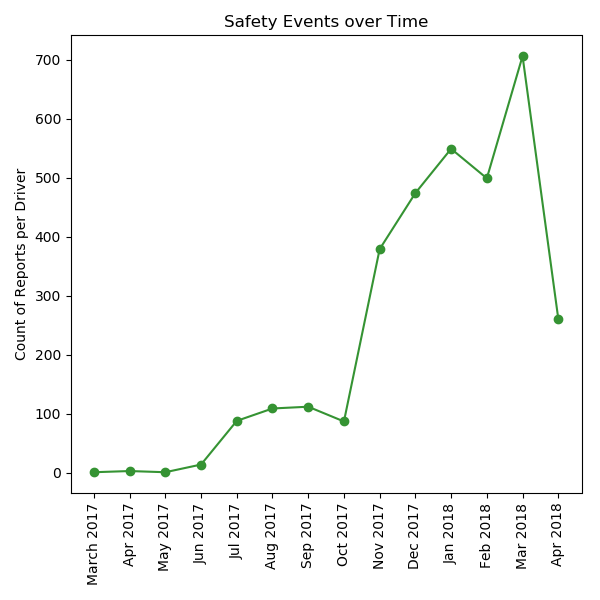 Safety Events over Time
Count of Reports per Driver
700
600
500
400
300
200
100
0
March 2017
Apr 2017
May 2017
Jun 2017
Jul 2017
Aug 2017
Sep 2017
Oct 2017
Nov 2017
Dec 2017
Jan 2018
Feb 2018
Mar 2018
Apr 2018